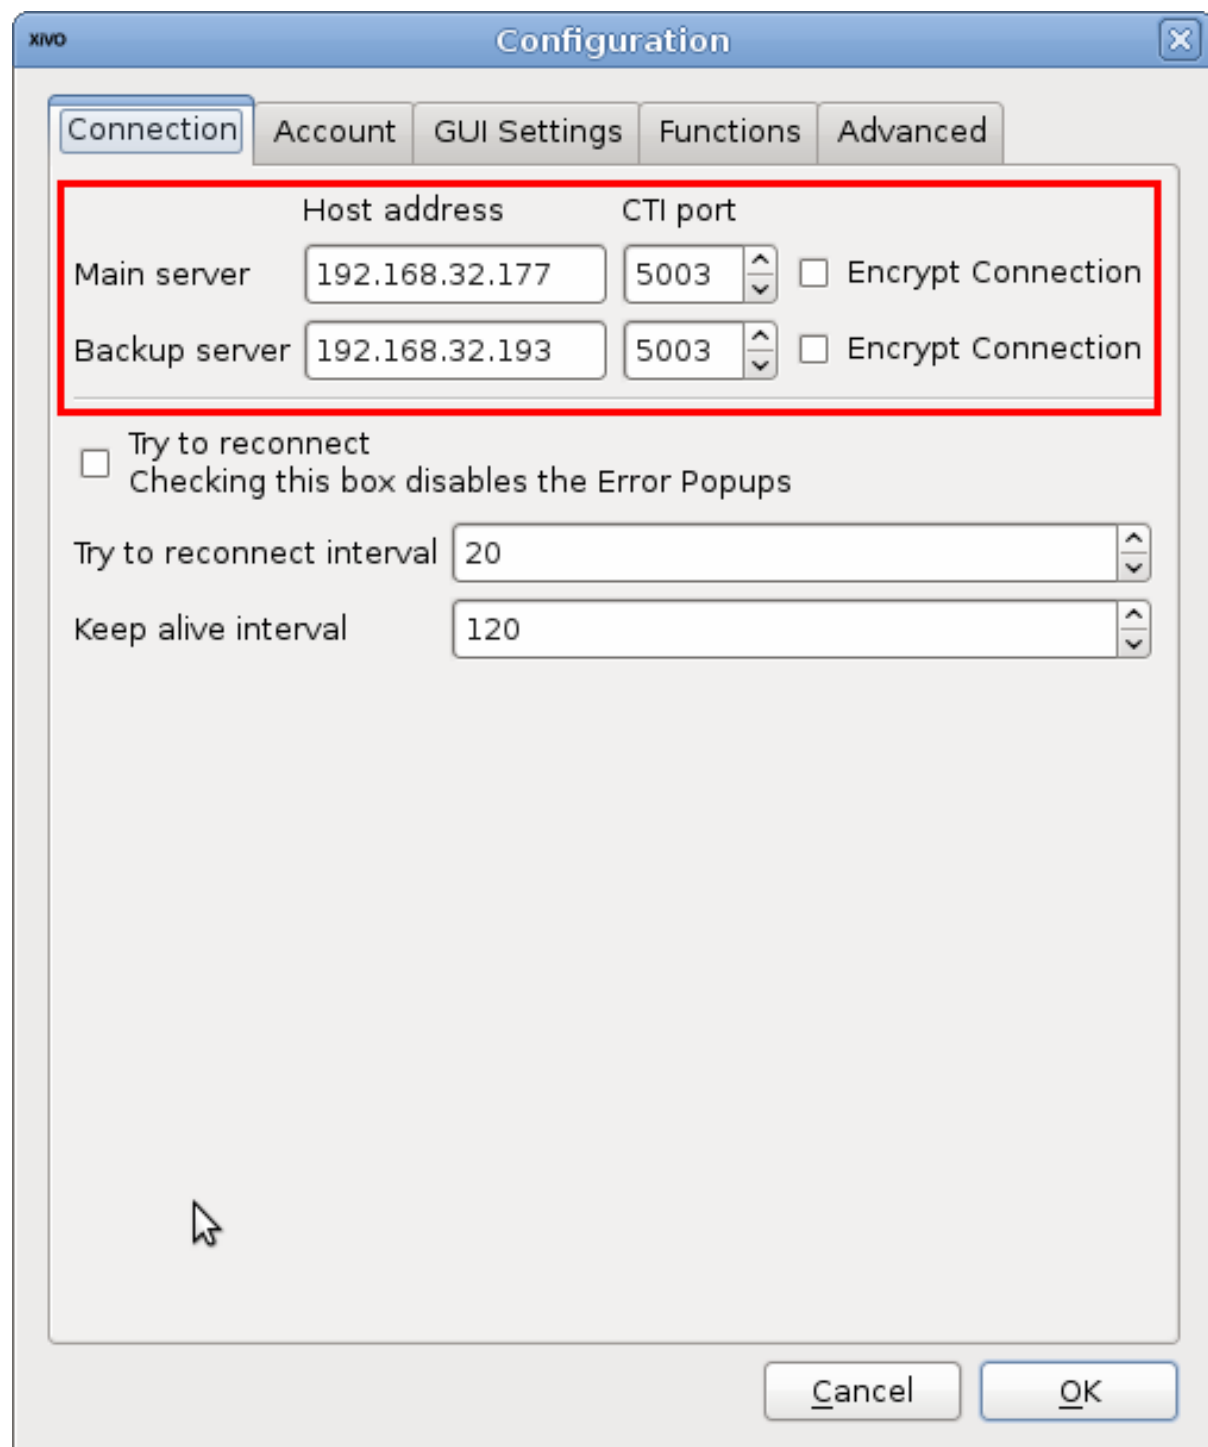 XIVO Configuration
Connection Account GUI Settings Functions Advanced
Host address CTI port
Main server 192.168.32.177 5003 Encrypt Connection
Backup server 192.168.32.193 5003 Encrypt Connection
Try to reconnect
Checking this box disables the Error Popups
Try to reconnect interval 20
Keep alive interval 120
Cancel OK